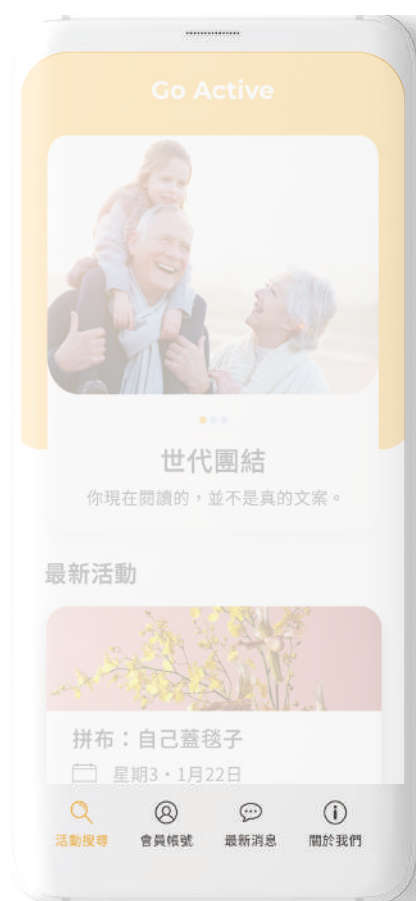 Go Active
世代團結
你現在閱讀的，並不是真的文案。
最新活動
拼布：自己蓋毯子
星期3・1月22日
活動搜尋 會員帳號 最新消息 關於我們